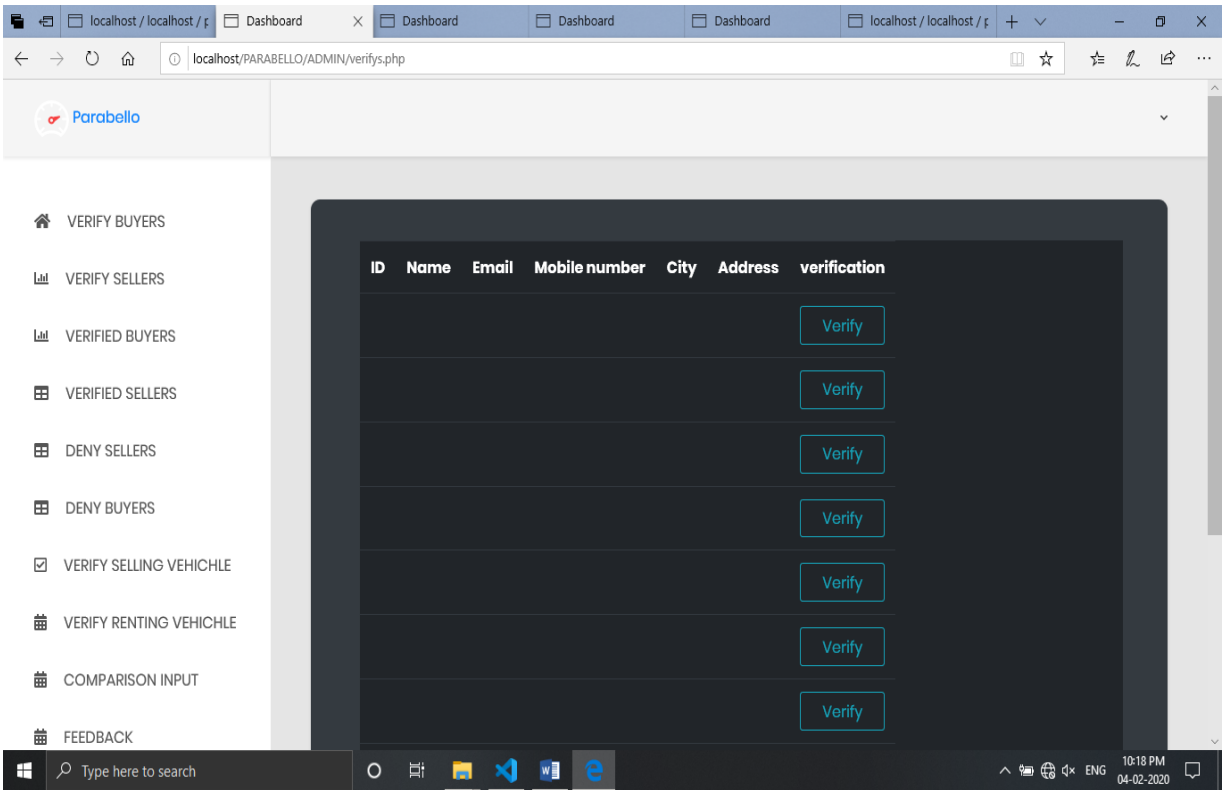 localhost / localhost / p
Dashboard
Dashboard
Dashboard
Dashboard
localhost / localhost / p
localhost/PARABELLO/ADMIN/verifys.php
Parabello
VERIFY BUYERS
VERIFY SELLERS
VERIFIED BUYERS
VERIFIED SELLERS
DENY SELLERS
DENY BUYERS
VERIFY SELLING VEHICHLE
VERIFY RENTING VEHICHLE
COMPARISON INPUT
FEEDBACK
ID Name Email Mobile number City Address verification
Verify
Verify
Verify
Verify
Verify
Verify
Verify
Type here to search
ENG
10:18 PM
04-02-2020